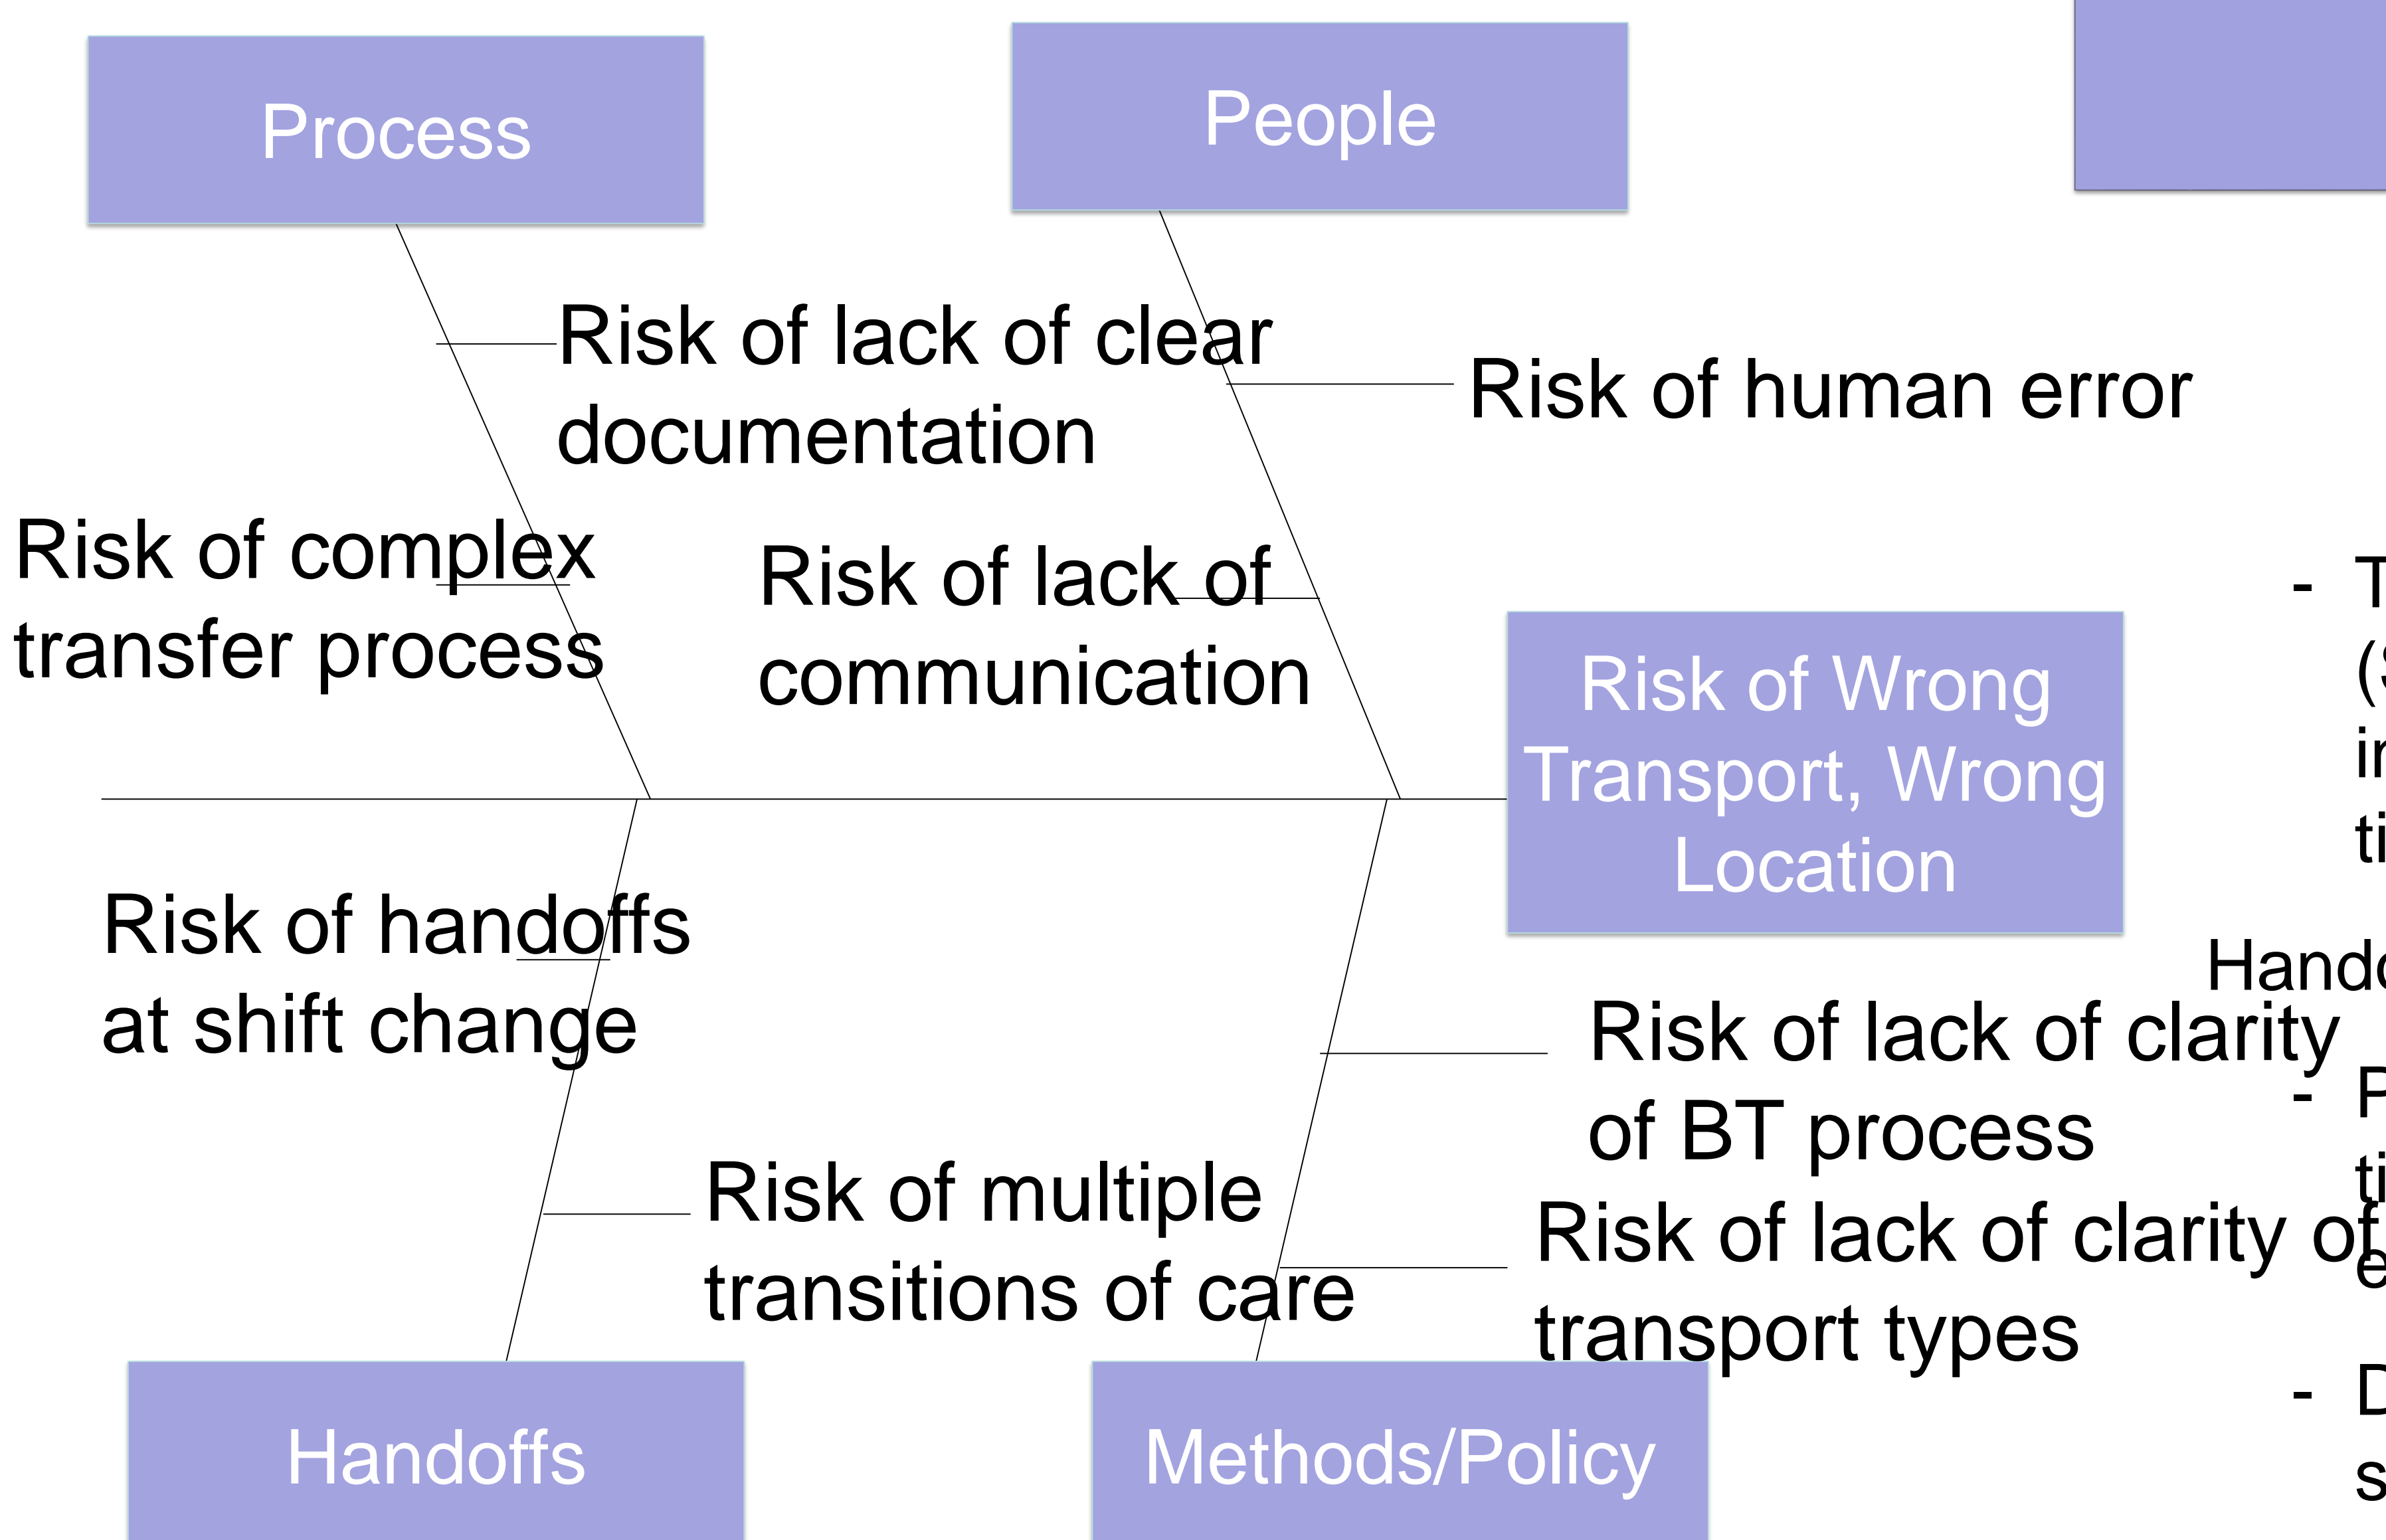 Process
People
Risk of lack of clear
documentation
Risk of human error
Risk of complex
transfer process
Risk of lack of
communication
Risk of Wrong
Transport, Wrong
Location
Risk of handoffs
at shift change
Risk of lack of clarity
of BT process
Risk of multiple
transitions of care
Risk of lack of clarity of
transport types
Handoffs
Methods/Policy